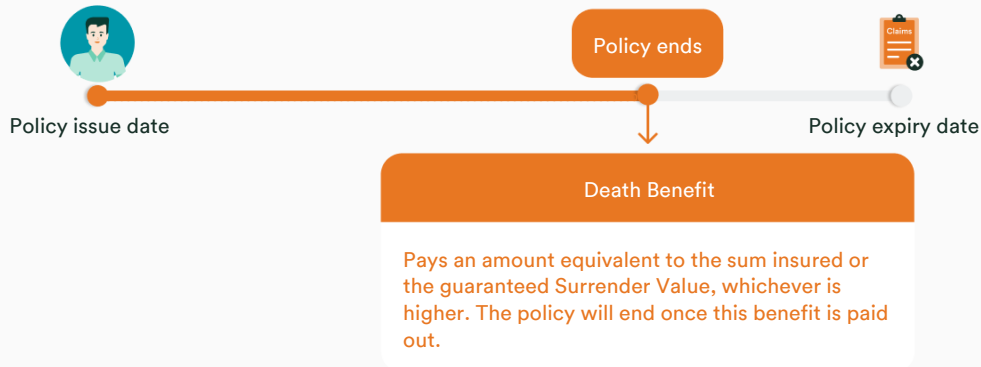 Policy ends
Claims
Policy issue date
Policy expiry date
Death Benefit
Pays an amount equivalent to the sum insured or
the guaranteed Surrender Value, whichever is
higher. The policy will end once this benefit is paid
out.